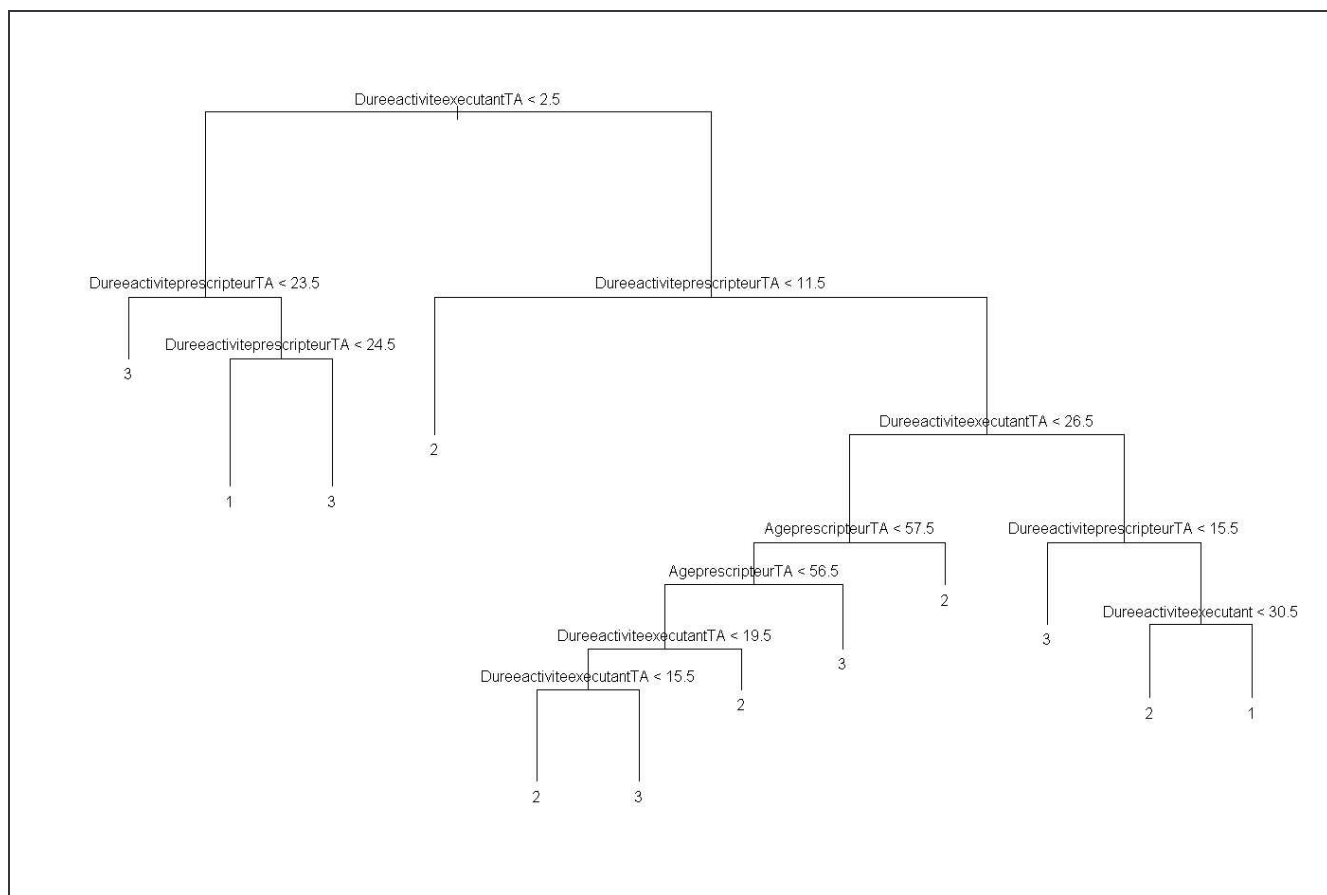 DureeactiviteexecutantTA < 2.5
DureeactiviteprescripteurTA < 23.5
DureeactiviteprescripteurTA < 11.5
DureeactiviteprescripteurTA < 24.5
3
DureeactiviteexecutantTA < 26.5
2
1
3
AgeprescripteurTA < 57.5
DureeactiviteprescripteurTA < 15.5
AgeprescripteurTA < 56.5
2
Dureeactiviteexecutant < 30.5
DureeactiviteexecutantTA < 19.5
3
3
DureeactiviteexecutantTA < 15.5
2
2
1
2
3